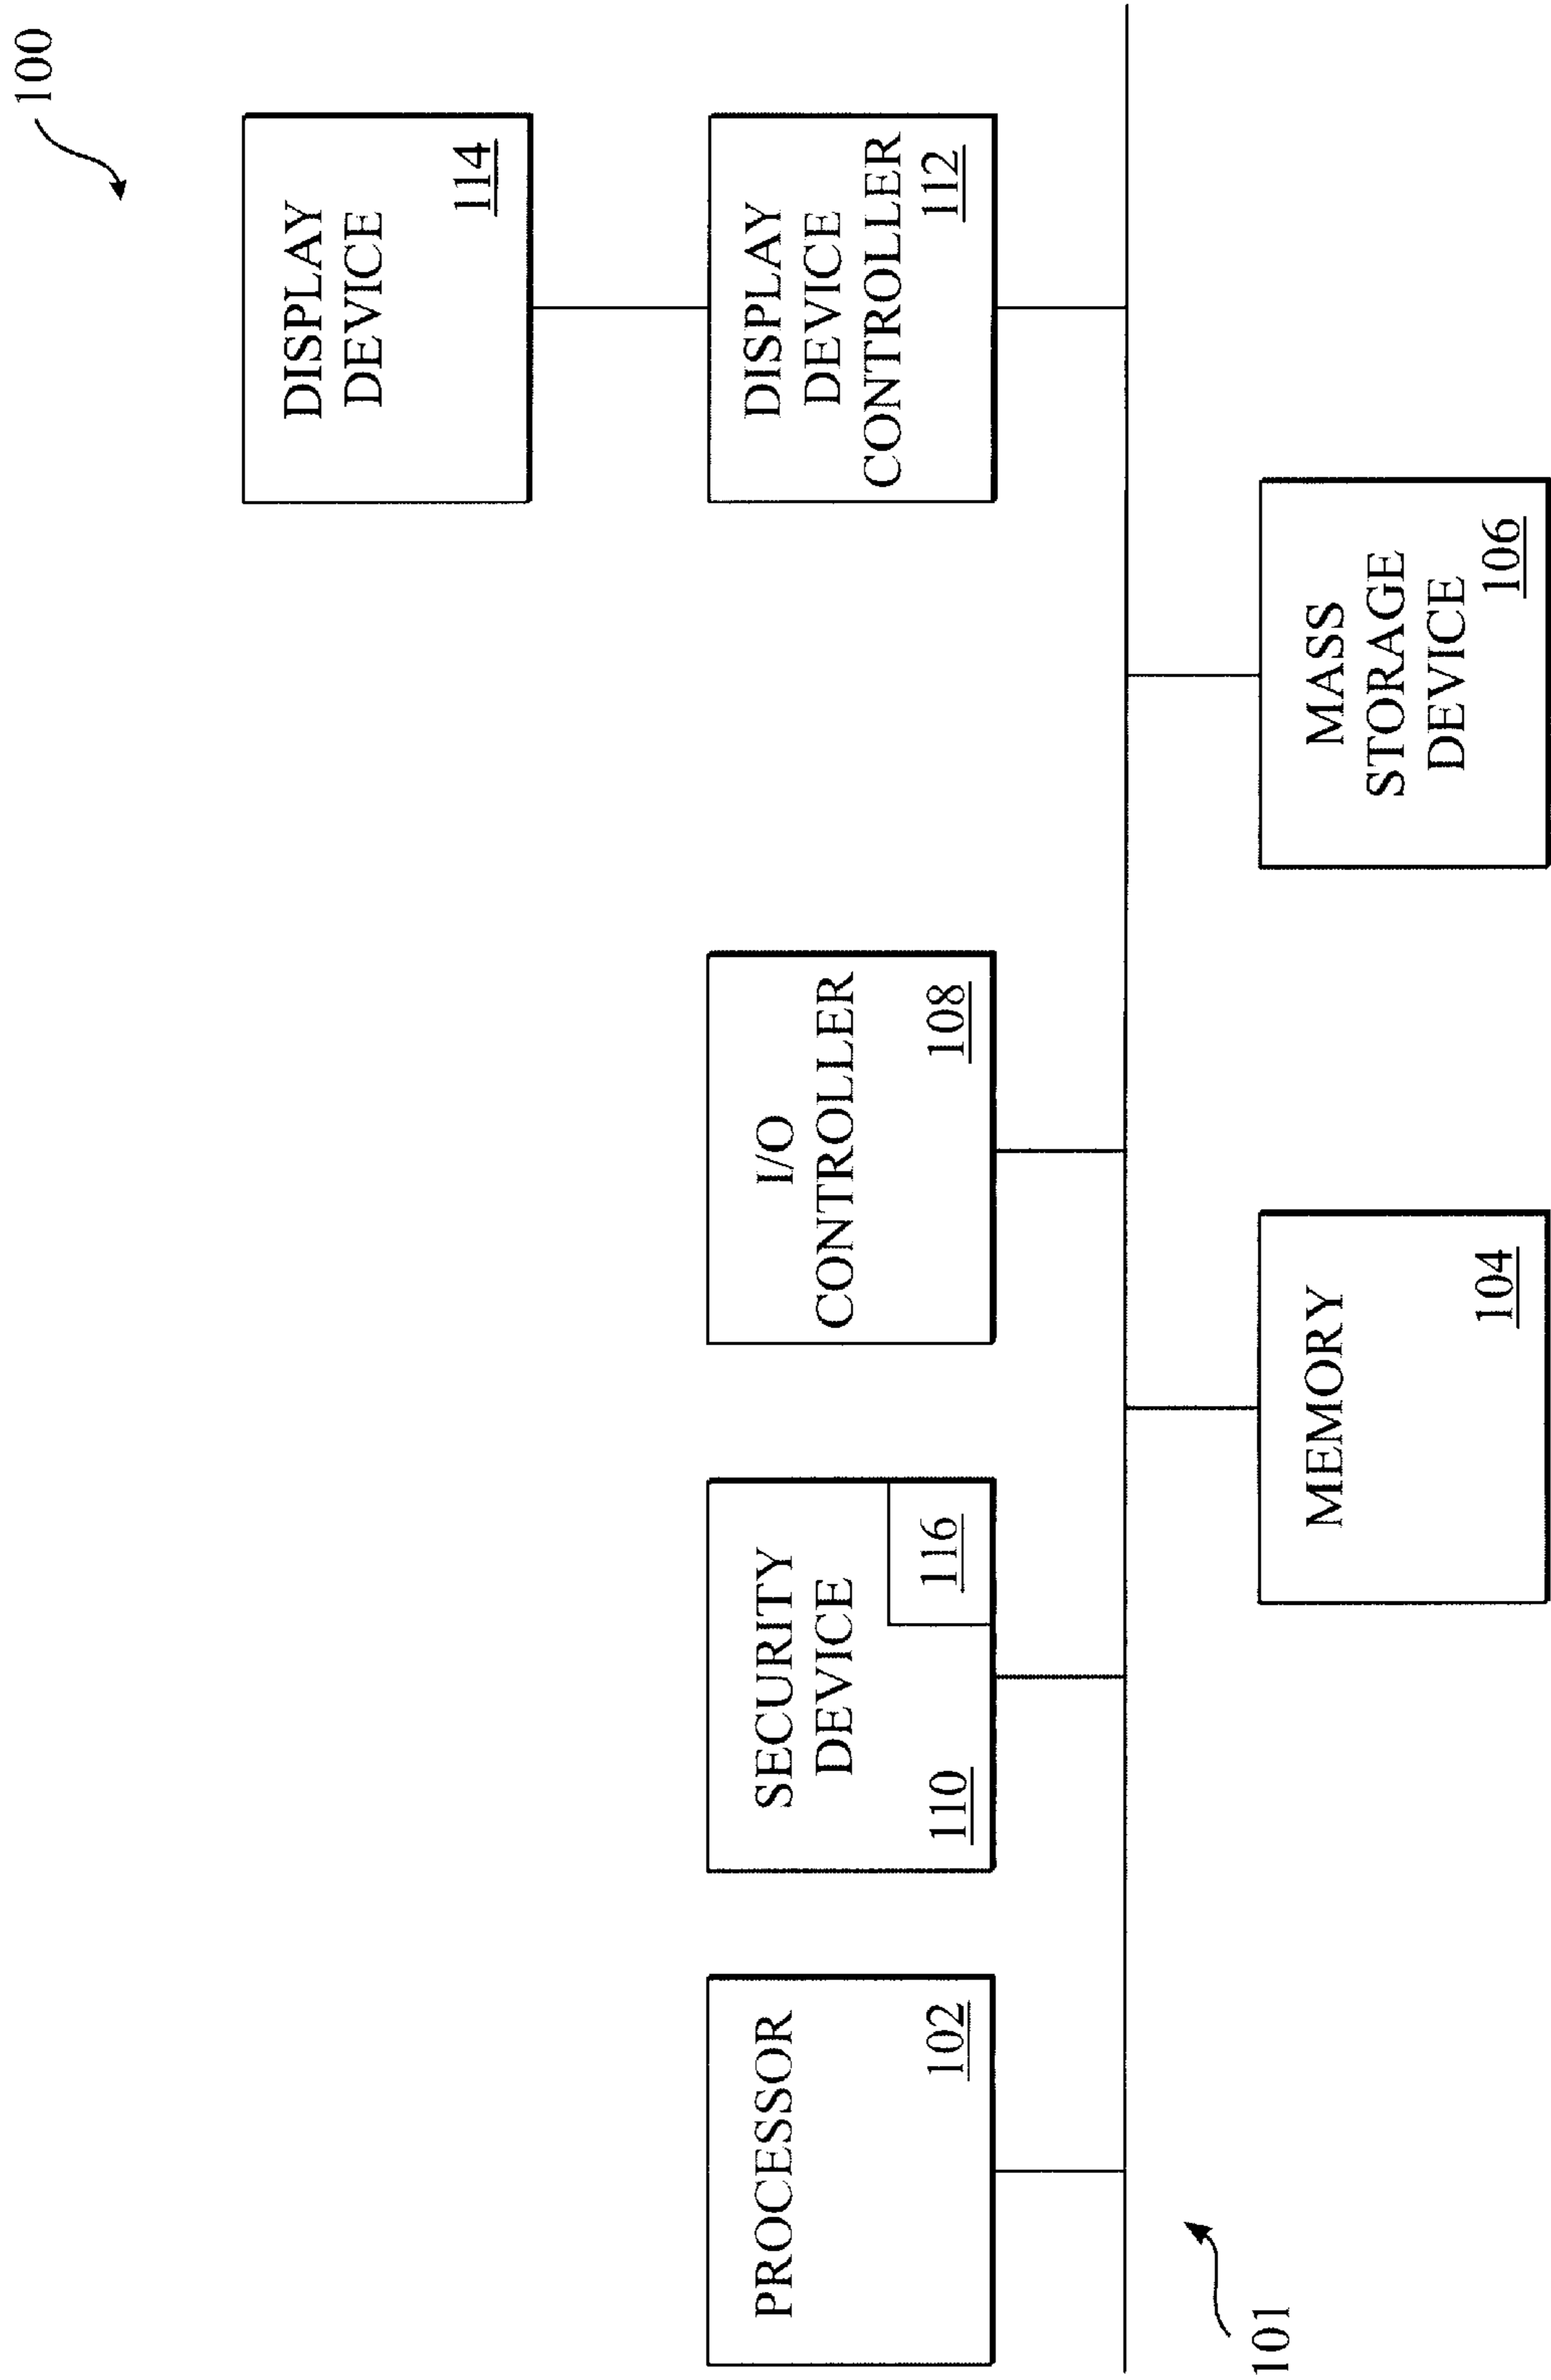 100
DISPLAY
DEVICE
114
PROCESSOR
102
SECURITY
DEVICE
110
116
I/O
CONTROLLER
108
DISPLAY
DEVICE
CONTROLLER
112
101
MEMORY
104
MASS
STORAGE
DEVICE
106